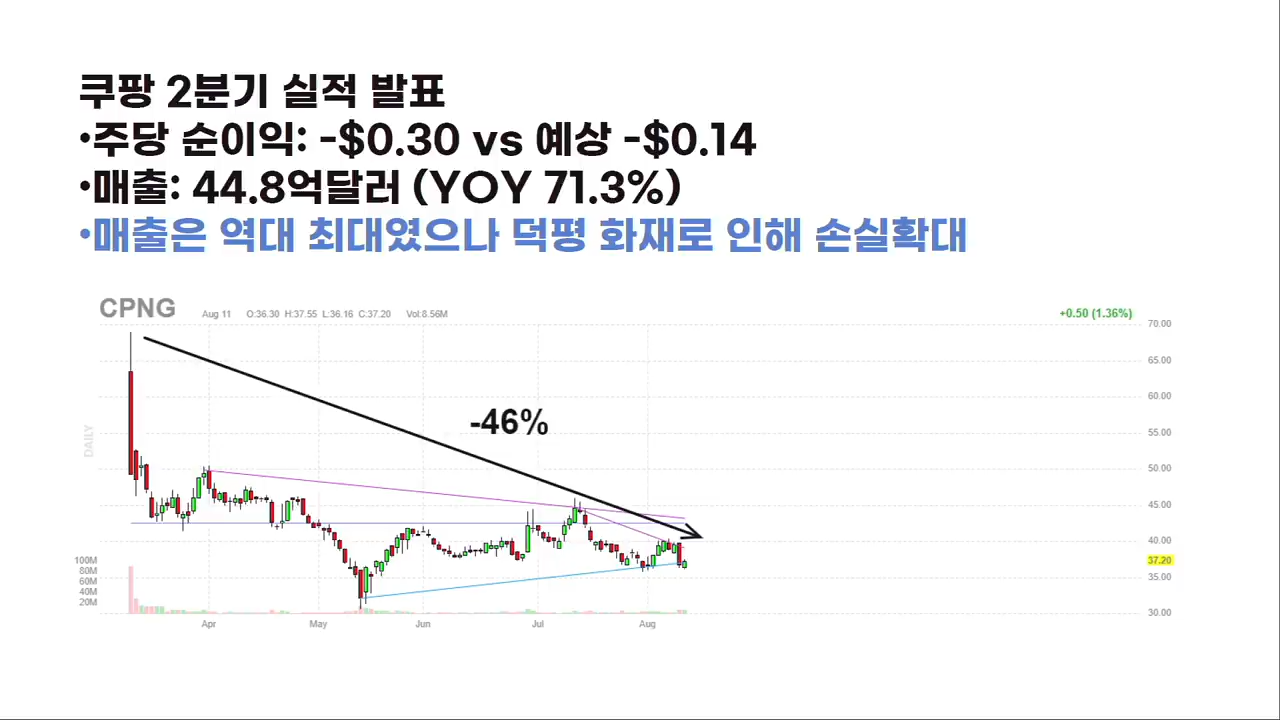 쿠팡 2분기 실적 발표
•주당 순이익: -$0.30 vs 예상 -$0.14
•매출: 44.8억달러 (YOY 71.3%)
•매출은 역대 최대였으나 덕평 화재로 인해 손실확대
CPNG Aug 11 O:36.30 H:37.55 L:36.16 C:37.20 Vol:8.56M +0.50 (1.36%)
70.00
65.00
60.00
-46%
55.00
DAILY
50.00
45.00
40.00
100M 37.20
80M 35.00
60M
40M
20M 30.00
Apr May Jun Jul Aug